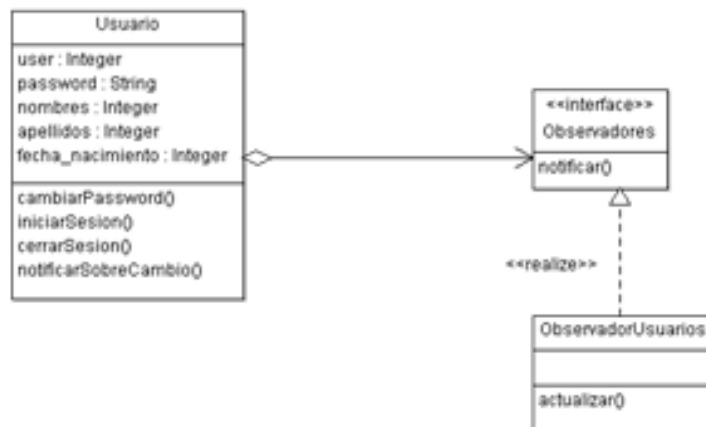 Usuario
user : Integer
password : String
nombres : Integer
apellidos : Integer
fecha_nacimiento : Integer
cambiarPassword()
iniciarSesion()
cerrarSesion()
notificarSobreCambio()
<<interface>>
Observadores
notificar()
<<realize>>
ObservadorUsuarios
actualizar()